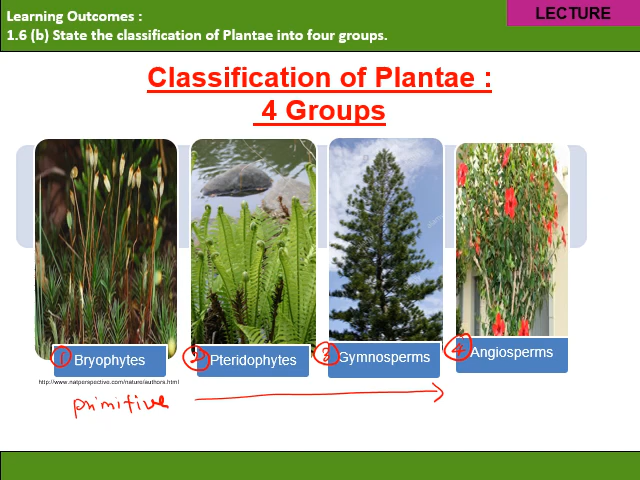 Learning Outcomes :
1.6 (b) State the classification of Plantae into four groups.
LECTURE
Classification of Plantae :
4 Groups
1 Bryophytes
2 Pteridophytes
3 Gymnosperms
4 Angiosperms
http://www.natperspective.com/nature/authors.html
primitive